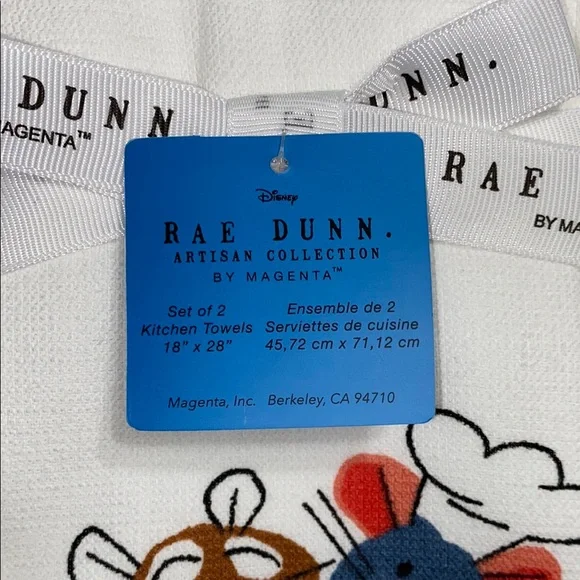 DUNN
MAGENTA™
UNN.
RAE
BY MA
Disney
RAE DUNN.
ARTISAN COLLECTION
BY MAGENTA™
Set of 2
Kitchen Towels
18" x 28"
Ensemble de 2
Serviettes de cuisine
45,72 cm x 71,12 cm
Magenta, Inc. Berkeley, CA 94710